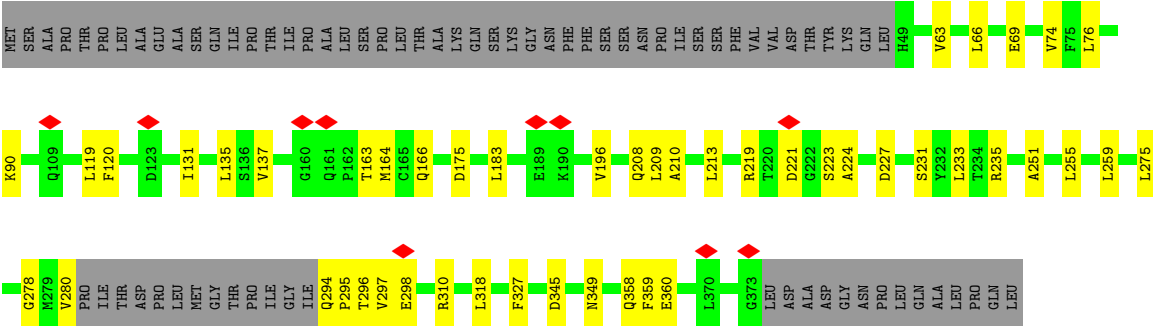 MET SER ALA PRO THR PRO LEU ALA GLU ALA SER GLN ILE PRO THR ILE PRO ALA LEU SER PRO LEU THR ALA LYS GLN SER LYS GLY ASN PHE PHE SER SER ASN PRO ILE SER SER PHE VAL VAL ASP THR TYR LYS GLN LEU H49 V63 L66 E69 V74 F75 L76
K90 Q109 L119 F120 D123 I131 L135 S136 V137 G160 Q161 P162 T163 M164 G165 Q166 D175 L183 E189 K190 V196 Q208 L209 A210 L213 R219 T220 D221 G222 S223 A224 D227 S231 Y232 L233 T234 R235 A251 L255 L259 L275
G278 M279 V280 PRO ILE THR ASP PRO LEU MET GLY THR PRO ILE GLY ILE Q294 P295 T296 V297 E298 R310 L318 F327 D345 N349 Q358 F359 E360 L370 G373 LEU ASP ALA ASP GLY ASN PRO LEU GLN ALA LEU PRO GLN LEU